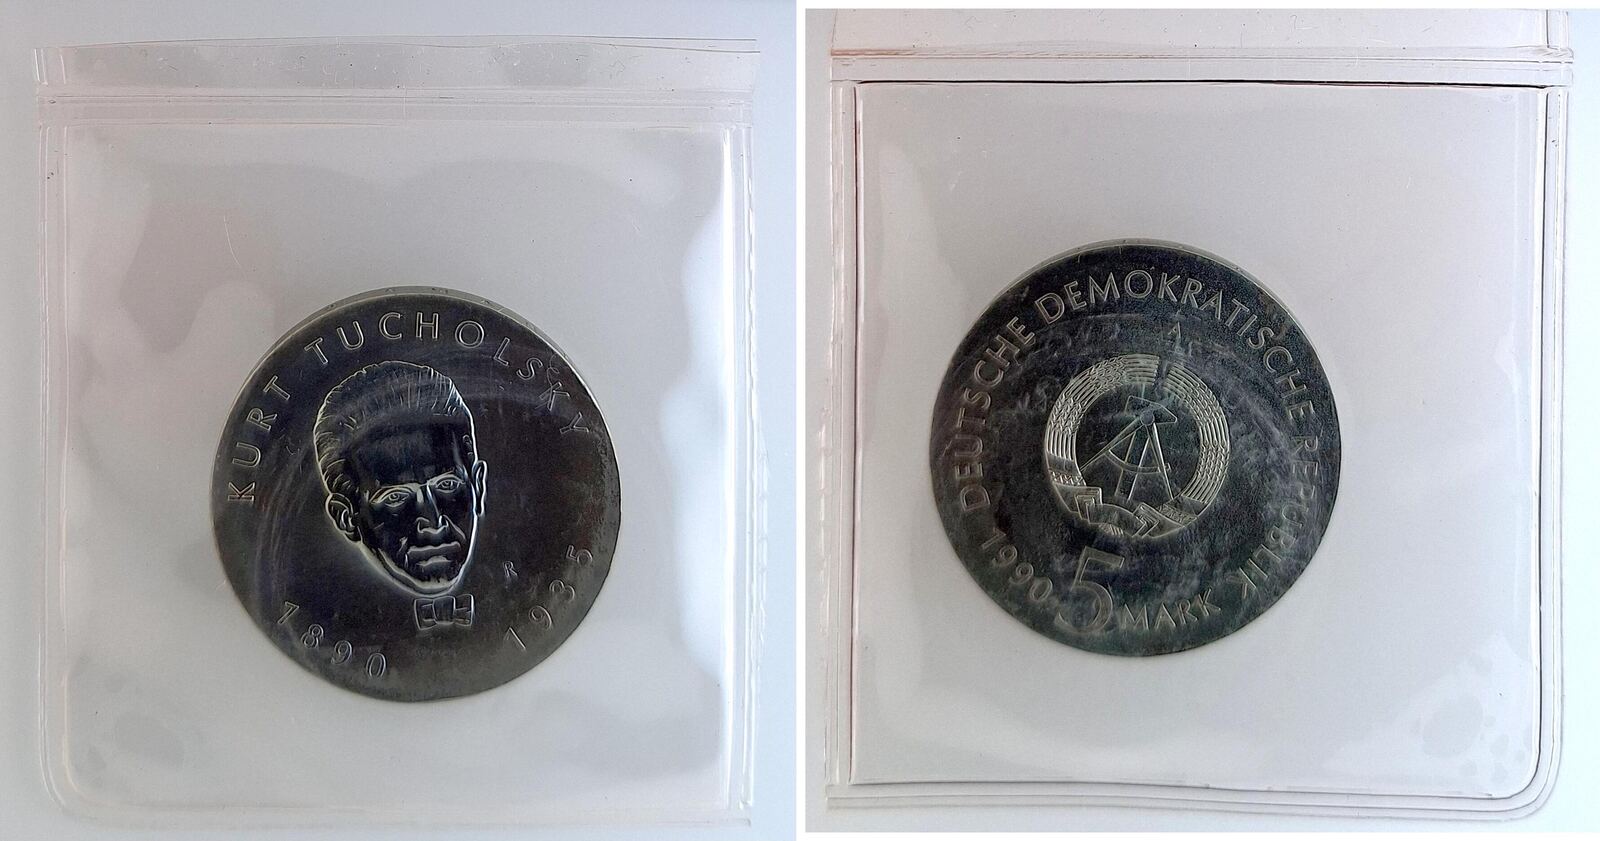 KURT TUCHOLSKY
R
1890 1935
DEUTSCHE DEMOKRATISCHE REPUBLIK
A
1990
5
MARK